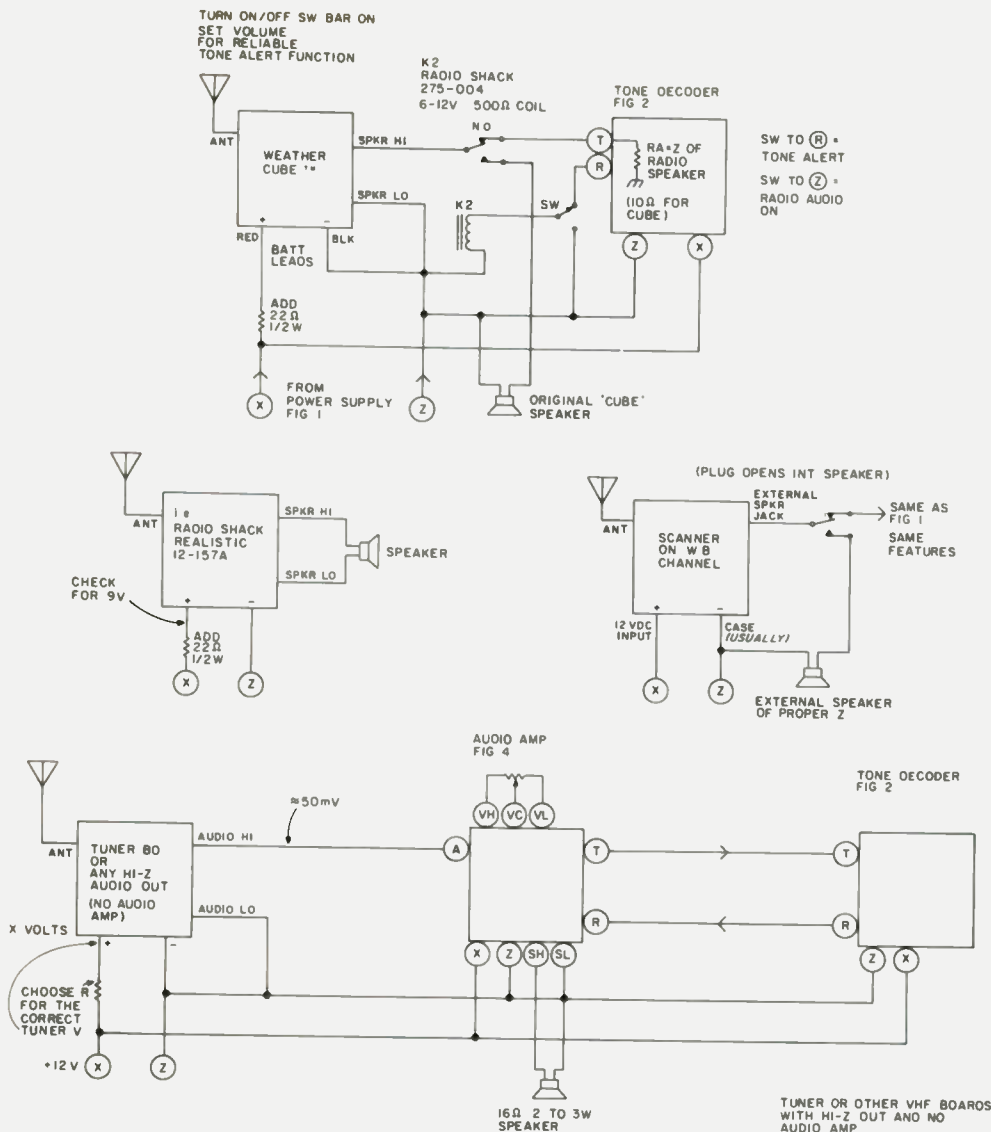 TURN ON/OFF SW BAR ON
SET VOLUME
FOR RELIABLE
TONE ALERT FUNCTION
K2
RADIO SHACK
275-004
6-12V 500Ω COIL
TONE DECODER
FIG 2
ANT
WEATHER
CUBE ™
SPKR HI
NO
T
RA=Z OF
RADIO
SPEAKER
(10Ω FOR
CUBE)
R
SW TO R =
TONE ALERT
SW TO Z =
RADIO AUDIO
ON
SPKR LO
K2
SW
+
-
RED
BLK
BATT
LEADS
Z
X
ADD
22Ω
1/2W
X
FROM
POWER SUPPLY
FIG 1
Z
ORIGINAL 'CUBE'
SPEAKER
ANT
i e
RADIO SHACK
REALISTIC
12-157A
SPKR HI
SPEAKER
SPKR LO
CHECK
FOR 9V
+
-
ADD
22Ω
1/2W
X
Z
(PLUG OPENS INT SPEAKER)
ANT
SCANNER
ON WB
CHANNEL
EXTERNAL
SPKR
JACK
SAME AS
FIG 1
SAME
FEATURES
+
-
12VDC
INPUT
CASE
(USUALLY)
X
Z
EXTERNAL SPEAKER
OF PROPER Z
AUDIO AMP
FIG 4
TONE DECODER
FIG 2
≈50mV
VH
VC
VL
ANT
TUNER BD
OR
ANY HI-Z
AUDIO OUT
(NO AUDIO
AMP)
AUDIO HI
A
T
T
AUDIO LO
R
R
X VOLTS
+
-
X
Z
SH
SL
Z
X
CHOOSE R
FOR THE
CORRECT
TUNER V
+12V
X
Z
16Ω 2 TO 3W
SPEAKER
TUNER OR OTHER VHF BOARDS
WITH HI-Z OUT AND NO
AUDIO AMP